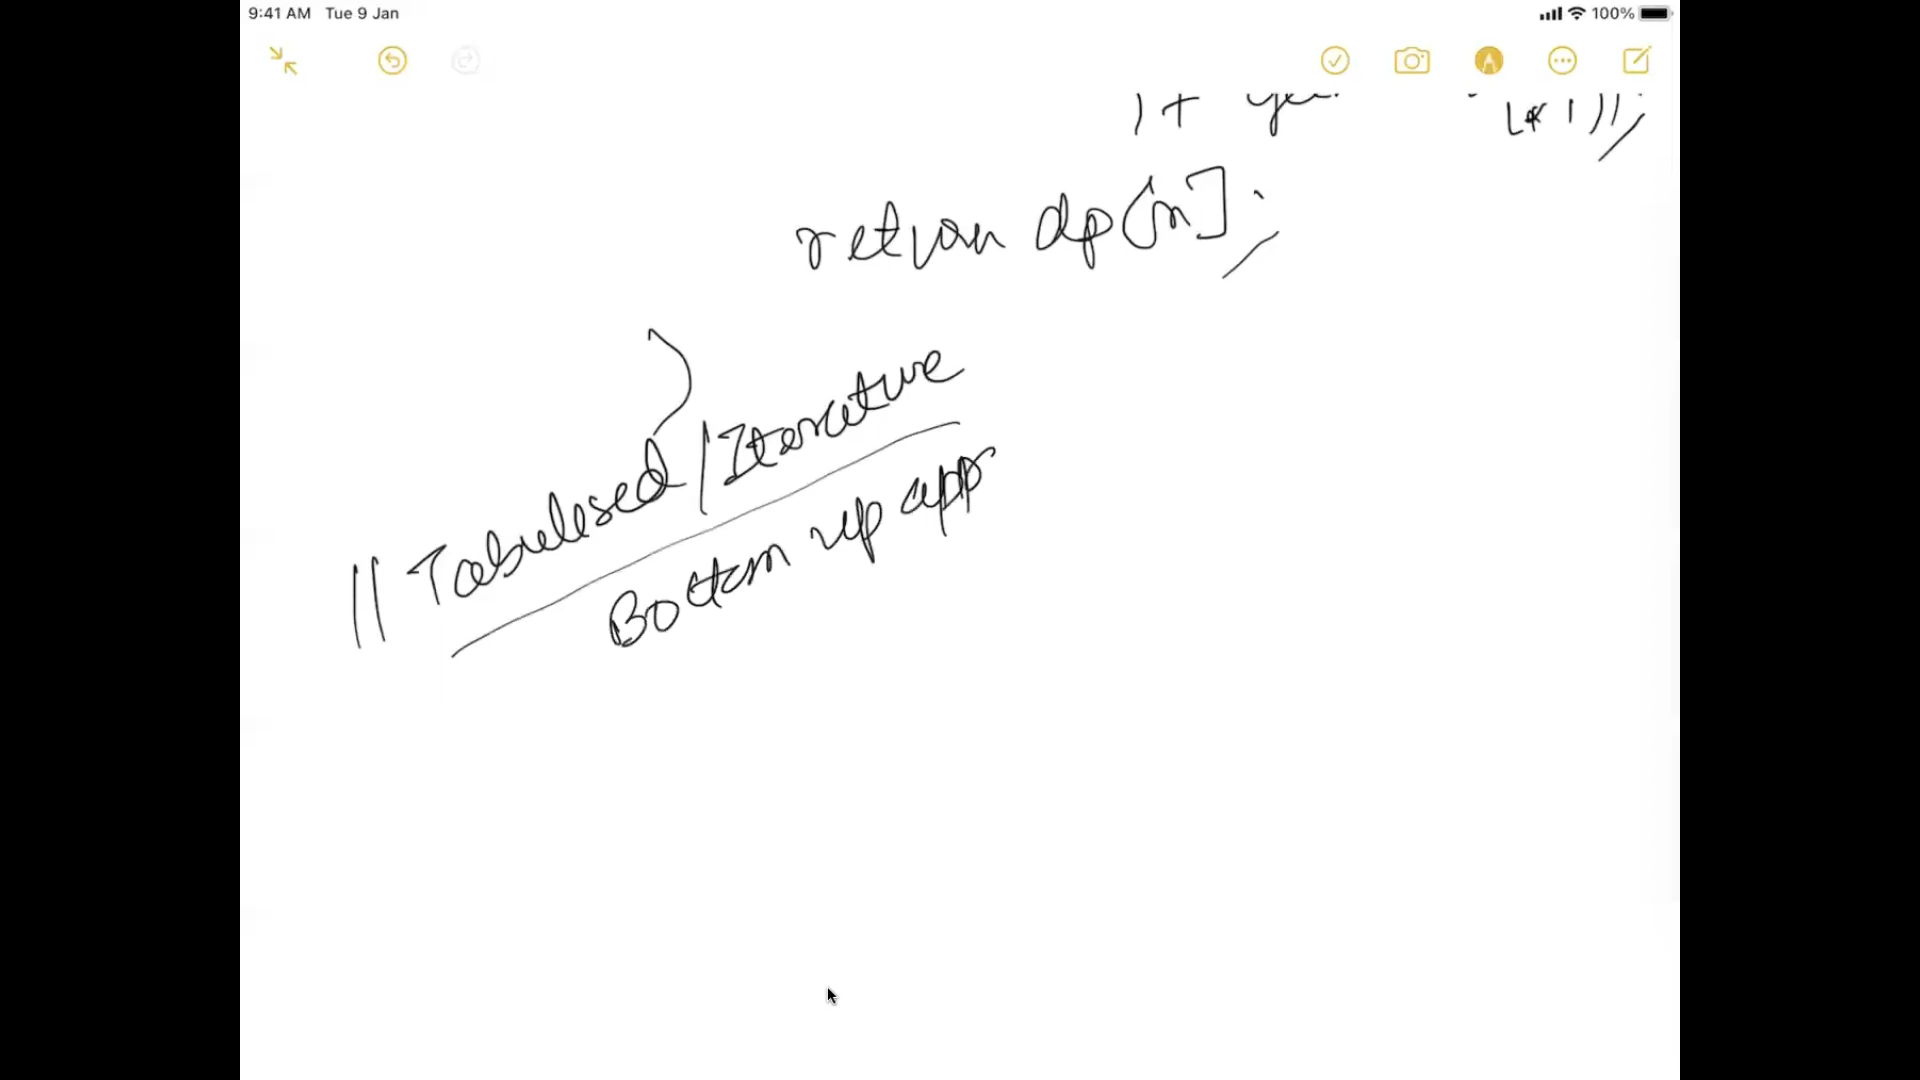 9:41 AM Tue 9 Jan 100%
return dp[n];
}
// Tabulised / Iterative
Bottom up app